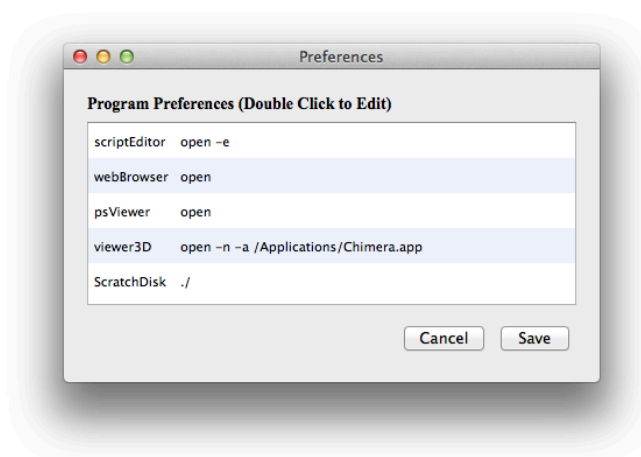 Preferences
Program Preferences (Double Click to Edit)
scriptEditor open -e
webBrowser open
psViewer open
viewer3D open -n -a /Applications/Chimera.app
ScratchDisk ./
Cancel Save